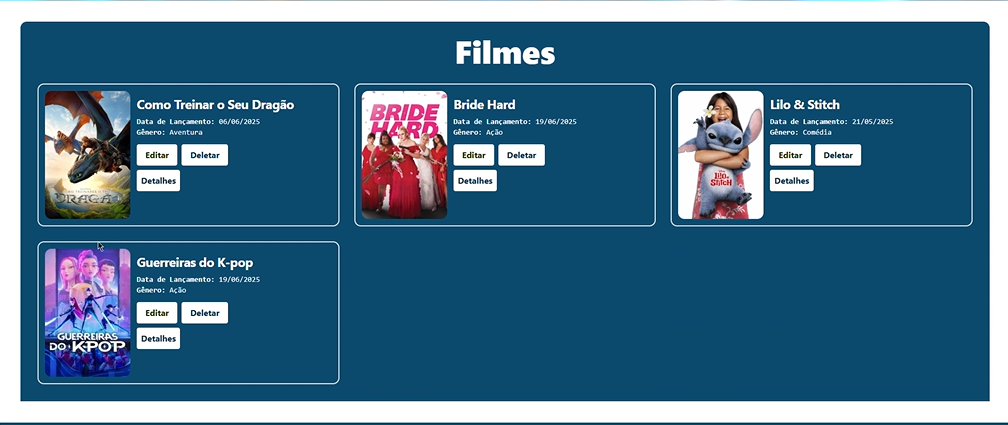 Filmes
Como Treinar o Seu Dragão
Data de Lançamento: 06/06/2025
Gênero: Aventura
Editar
Deletar
Detalhes
COMO TREINAR O SEU
DRAGÃO
Bride Hard
Data de Lançamento: 19/06/2025
Gênero: Ação
Editar
Deletar
Detalhes
BRIDE
HARD
Lilo & Stitch
Data de Lançamento: 21/05/2025
Gênero: Comédia
Editar
Deletar
Detalhes
LILO &
STITCH
Guerreiras do K-pop
Data de Lançamento: 19/06/2025
Gênero: Ação
Editar
Deletar
Detalhes
GUERREIRAS
DO K-POP